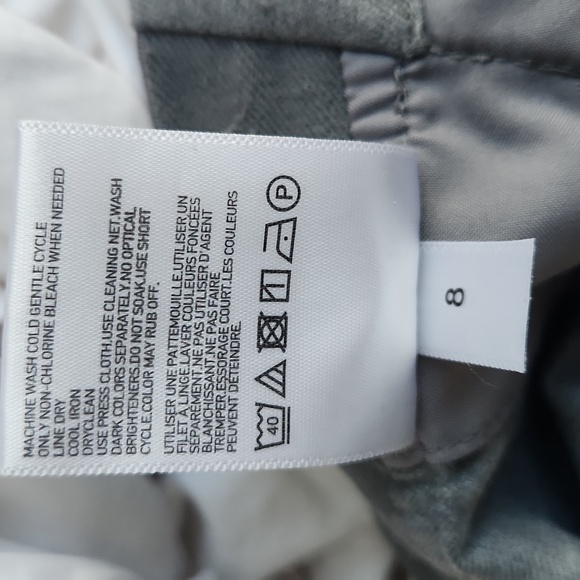 MACHINE WASH COLD GENTLE CYCLE
ONLY NON-CHLORINE BLEACH WHEN NEEDED
LINE DRY
COOL IRON
DRYCLEAN
USE PRESS CLOTH.USE CLEANING NET.WASH
DARK COLORS SEPARATELY.NO OPTICAL
BRIGHTENERS.DO NOT SOAK.USE SHORT
CYCLE.COLOR MAY RUB OFF.
UTILISER UNE PATTEMOUILLE.UTILISER UN
FILET A LINGE.LAVER COULEURS FONCEES
SEPAREMENT.NE PAS UTILISER D'AGENT
BLANCHISSANT.NE PAS FAIRE
TREMPER.ESSORAGE COURT.LES COULEURS
PEUVENT DETEINDRE.
40
P
8